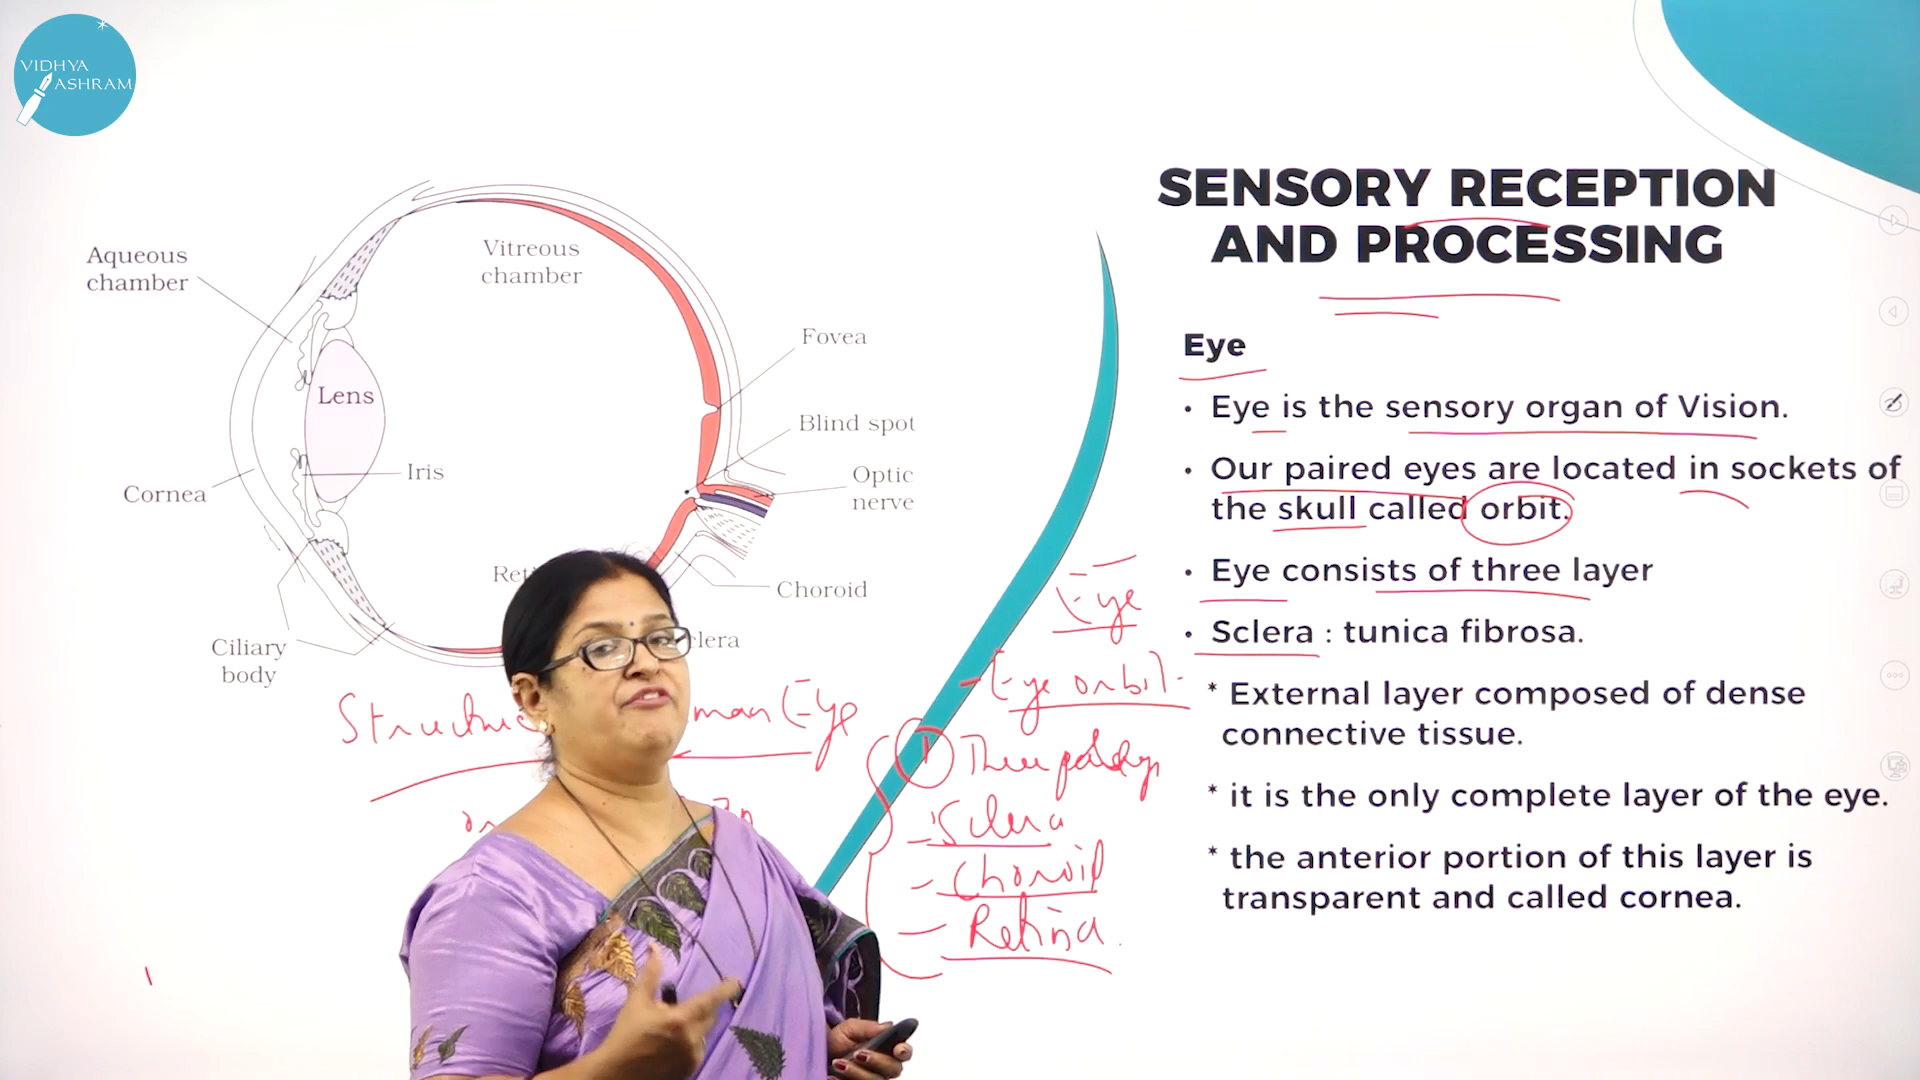 VIDHYA
ASHRAM
SENSORY RECEPTION
AND PROCESSING
Aqueous
chamber
Vitreous
chamber
Fovea
Lens
Blind spot
Iris
Cornea
Optic
nerve
Choroid
Ciliary
body
Eye
• Eye is the sensory organ of Vision.
• Our paired eyes are located in sockets of
the skull called orbit.
• Eye consists of three layer
• Sclera : tunica fibrosa.
* External layer composed of dense
connective tissue.
* it is the only complete layer of the eye.
* the anterior portion of this layer is
transparent and called cornea.
Eye
- Eye orbit -
① Three
- Sclera
- Choroid
- Retina
Eye